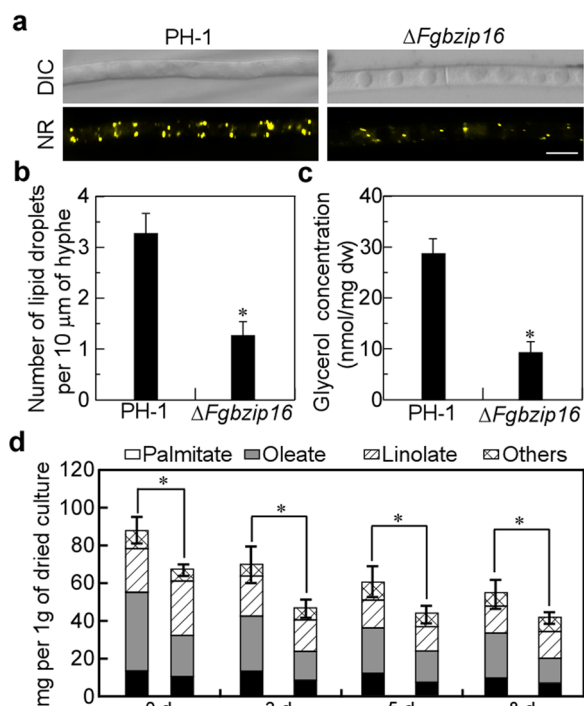 a
PH-1
ΔFgbzip16
DIC
NR
b
c
Number of lipid droplets
per 10 µm of hyphe
4
3
2
1
0
*
PH-1
ΔFgbzip16
Glycerol concentration
(nmol/mg dw)
40
30
20
10
0
*
PH-1
ΔFgbzip16
d
Palmitate
Oleate
Linolate
Others
mg per 1g of dried culture
120
100
80
60
40
20
0
*
*
*
*